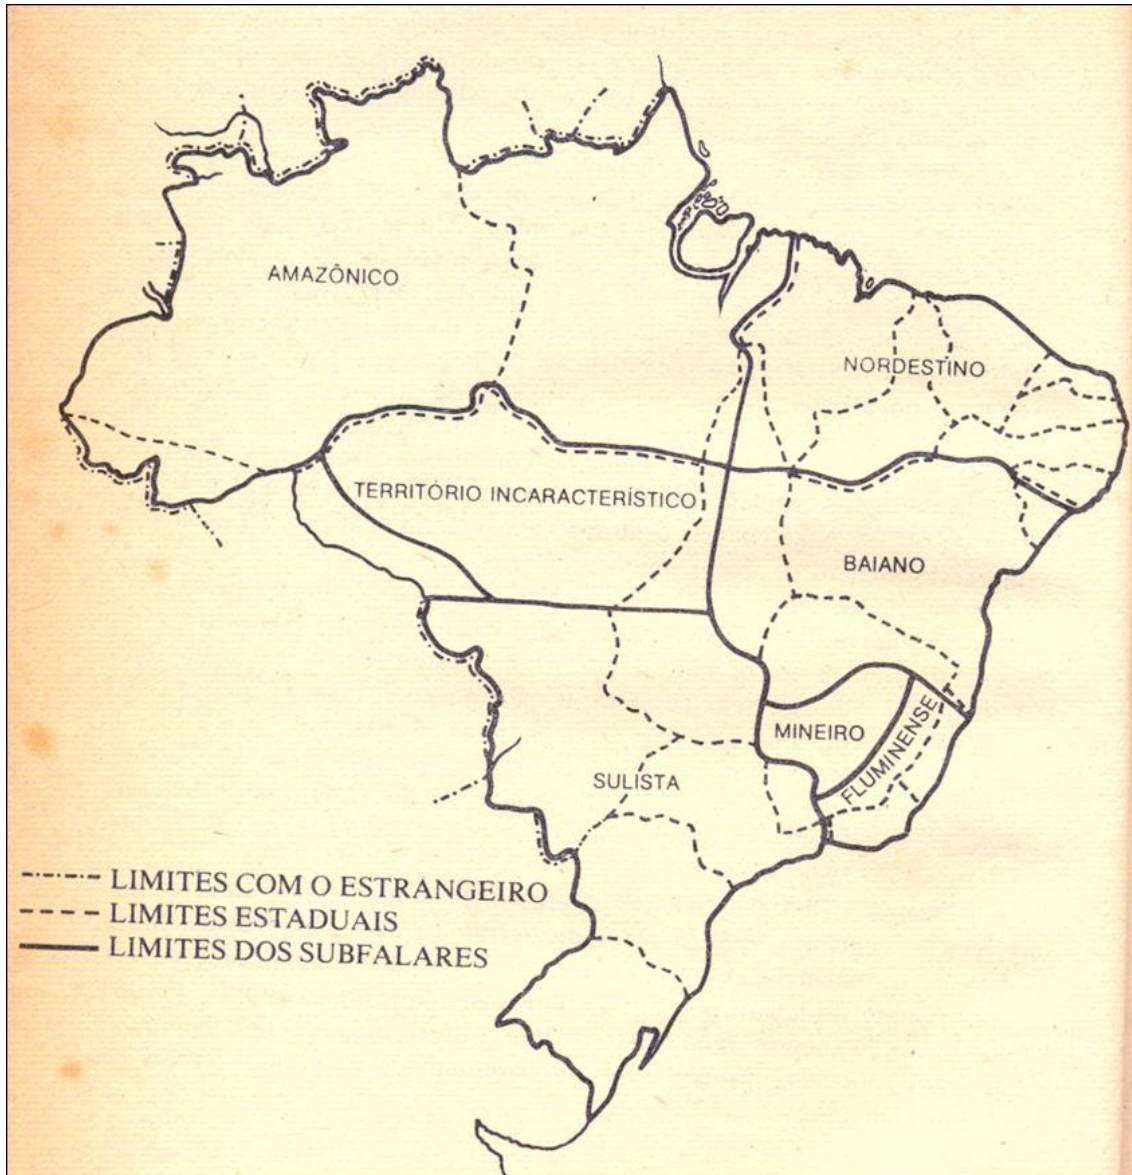 AMAZÔNICO
NORDESTINO
TERRITÓRIO INCARACTERÍSTICO
BAIANO
MINEIRO
FLUMINENSE
SULISTA
LIMITES COM O ESTRANGEIRO
LIMITES ESTADUAIS
LIMITES DOS SUBFALARES